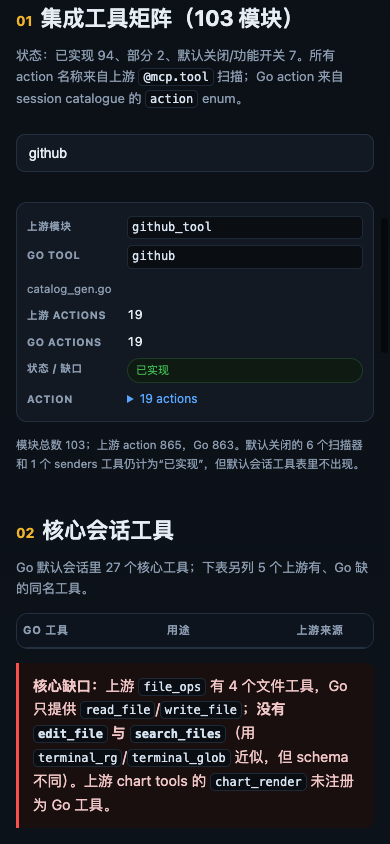 01 集成工具矩阵（103 模块）
状态：已实现 94、部分 2、默认关闭/功能开关 7。所有
action 名称来自上游 @mcp.tool 扫描；Go action 来自
session catalogue 的 action enum。
github
上游模块 github_tool
GO TOOL github
catalog_gen.go
上游 ACTIONS 19
GO ACTIONS 19
状态 / 缺口 已实现
ACTION ▶ 19 actions
模块总数 103；上游 action 865，Go 863。默认关闭的 6 个扫描器
和 1 个 senders 工具仍计为“已实现”，但默认会话工具表里不出现。
02 核心会话工具
Go 默认会话里 27 个核心工具；下表另列 5 个上游有、Go 缺
的同名工具。
GO 工具 用途 上游来源
核心缺口：上游 file_ops 有 4 个文件工具，Go
只提供 read_file/write_file；没有
edit_file 与 search_files（用
terminal_rg/terminal_glob 近似，但 schema
不同）。上游 chart tools 的 chart_render 未注册
为 Go 工具。